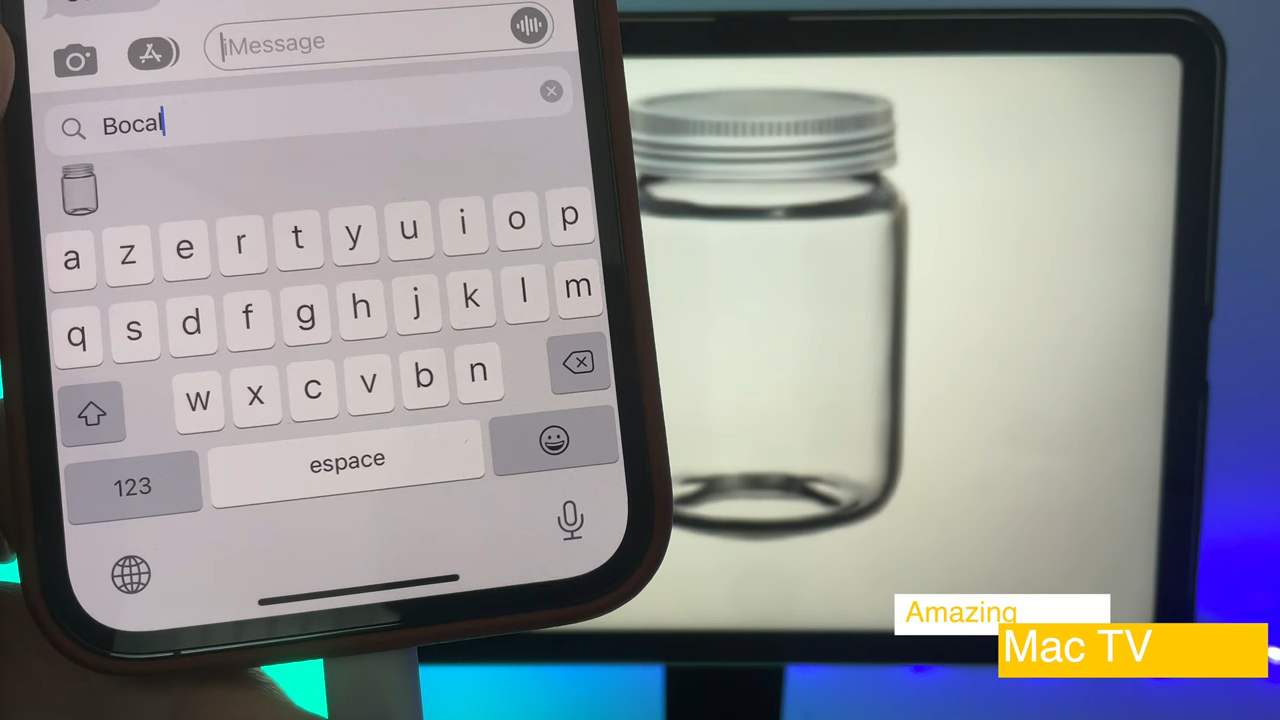 iMessage
Bocal
a z e r t y u i o p
q s d f g h j k l m
w x c v b n
123 espace
Amazing
Mac TV